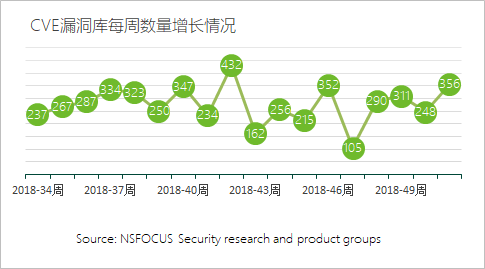 CVE漏洞库每周数量增长情况
237 267 287 334 323 250 347 234 432 162 256 215 352 105 290 311 248 356
2018-34周 2018-37周 2018-40周 2018-43周 2018-46周 2018-49周
Source: NSFOCUS Security research and product groups